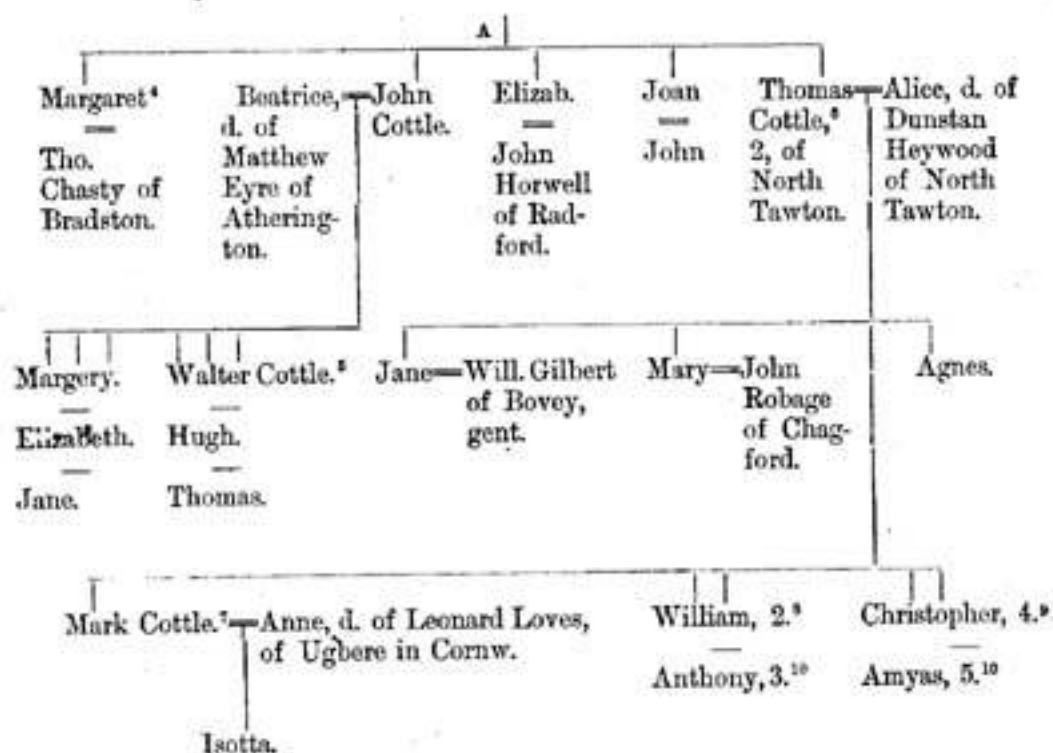 A
Margaret⁴
Tho.
Chasty of
Bradston.
Beatrice,
d. of
Matthew
Eyre of
Athering-
ton.
John
Cottle.
Elizab.
John
Horwell
of Rad-
ford.
Joan
John
Thomas
Cottle,⁶
2, of
North
Tawton.
Alice, d. of
Dunstan
Heywood
of North
Tawton.
Margery.
Elizabeth.
Jane.
Walter Cottle.⁵
Hugh.
Thomas.
Jane
Will. Gilbert
of Bovey,
gent.
Mary
John
Robage
of Chag-
ford.
Agnes.
Mark Cottle.⁷
Anne, d. of Leonard Loves,
of Ugbere in Cornw.
William, 2.⁸
Anthony, 3.¹⁰
Christopher, 4.⁹
Amyas, 5.¹⁰
Isotta.